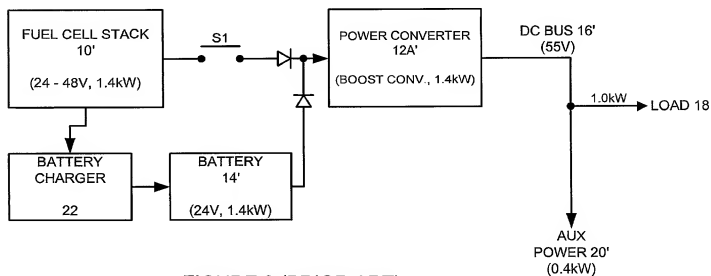 FUEL CELL STACK
10'
(24 - 48V, 1.4kW)
S1
POWER CONVERTER
12A'
(BOOST CONV., 1.4kW)
DC BUS 16'
(55V)
1.0kW
LOAD 18
BATTERY
CHARGER
22
BATTERY
14'
(24V, 1.4kW)
AUX
POWER 20'
(0.4kW)